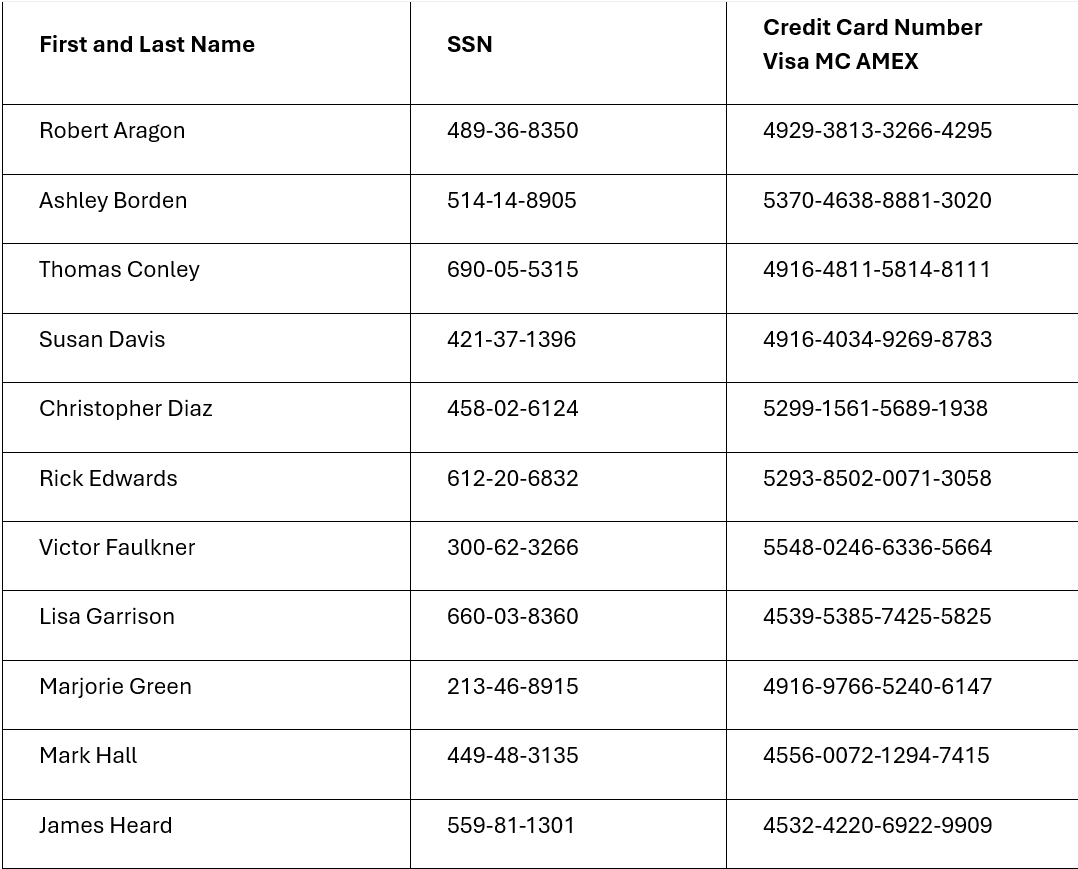 First and Last Name SSN Credit Card Number
Visa MC AMEX
Robert Aragon 489-36-8350 4929-3813-3266-4295
Ashley Borden 514-14-8905 5370-4638-8881-3020
Thomas Conley 690-05-5315 4916-4811-5814-8111
Susan Davis 421-37-1396 4916-4034-9269-8783
Christopher Diaz 458-02-6124 5299-1561-5689-1938
Rick Edwards 612-20-6832 5293-8502-0071-3058
Victor Faulkner 300-62-3266 5548-0246-6336-5664
Lisa Garrison 660-03-8360 4539-5385-7425-5825
Marjorie Green 213-46-8915 4916-9766-5240-6147
Mark Hall 449-48-3135 4556-0072-1294-7415
James Heard 559-81-1301 4532-4220-6922-9909